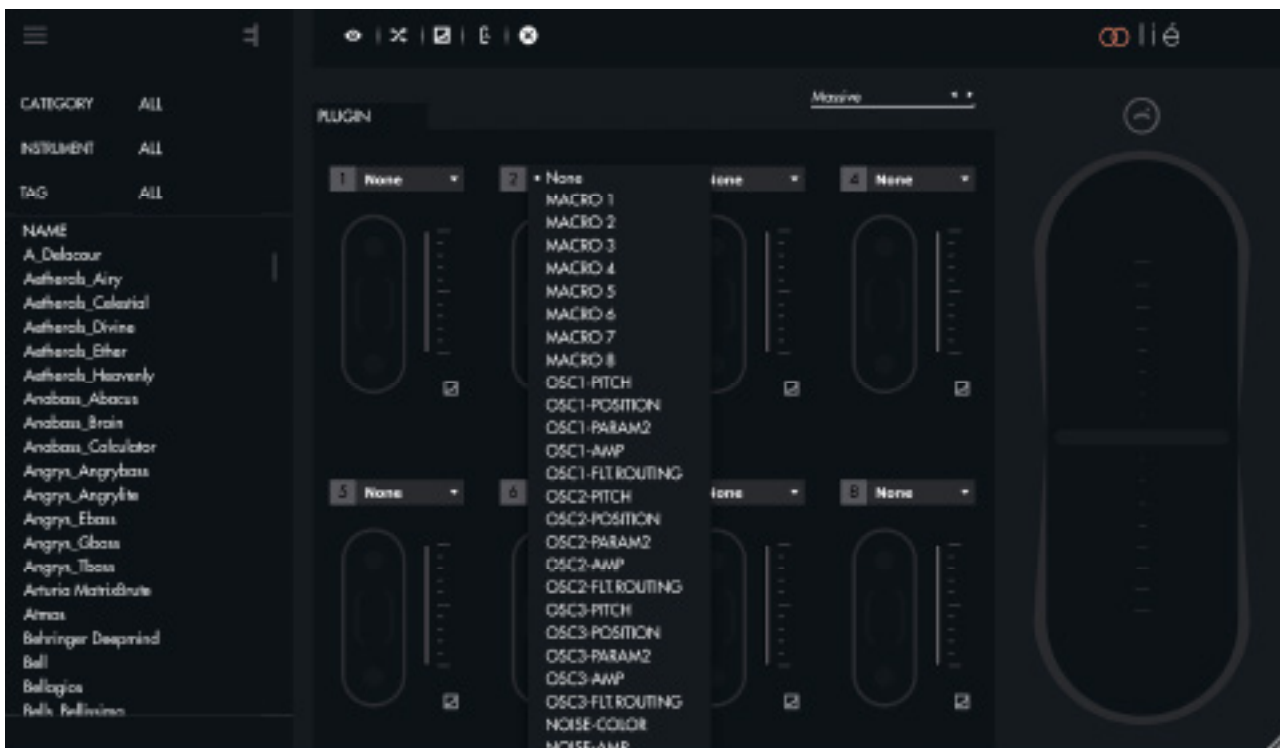 lié
CATEGORY ALL
INSTRUMENT ALL
TAG ALL
NAME
A_Delacour
Aetherals_Airy
Aetherals_Celestial
Aetherals_Divine
Aetherals_Ether
Aetherals_Heavenly
Anabass_Abacus
Anabass_Brain
Anabass_Calculator
Angrys_Angrybass
Angrys_Angrylite
Angrys_Ebass
Angrys_Gbass
Angrys_Tbass
Arturia MatrixBrute
Atmos
Behringer Deepmind
Bell
Bellagios
Bells_Bellissimo
Massive
PLUGIN
1 None
2
4 None
5 None
6
8 None
None
MACRO 1
MACRO 2
MACRO 3
MACRO 4
MACRO 5
MACRO 6
MACRO 7
MACRO 8
OSC1-PITCH
OSC1-POSITION
OSC1-PARAM2
OSC1-AMP
OSC1-FLT.ROUTING
OSC2-PITCH
OSC2-POSITION
OSC2-PARAM2
OSC2-AMP
OSC2-FLT.ROUTING
OSC3-PITCH
OSC3-POSITION
OSC3-PARAM2
OSC3-AMP
OSC3-FLT.ROUTING
NOISE-COLOR
NOISE-AMP